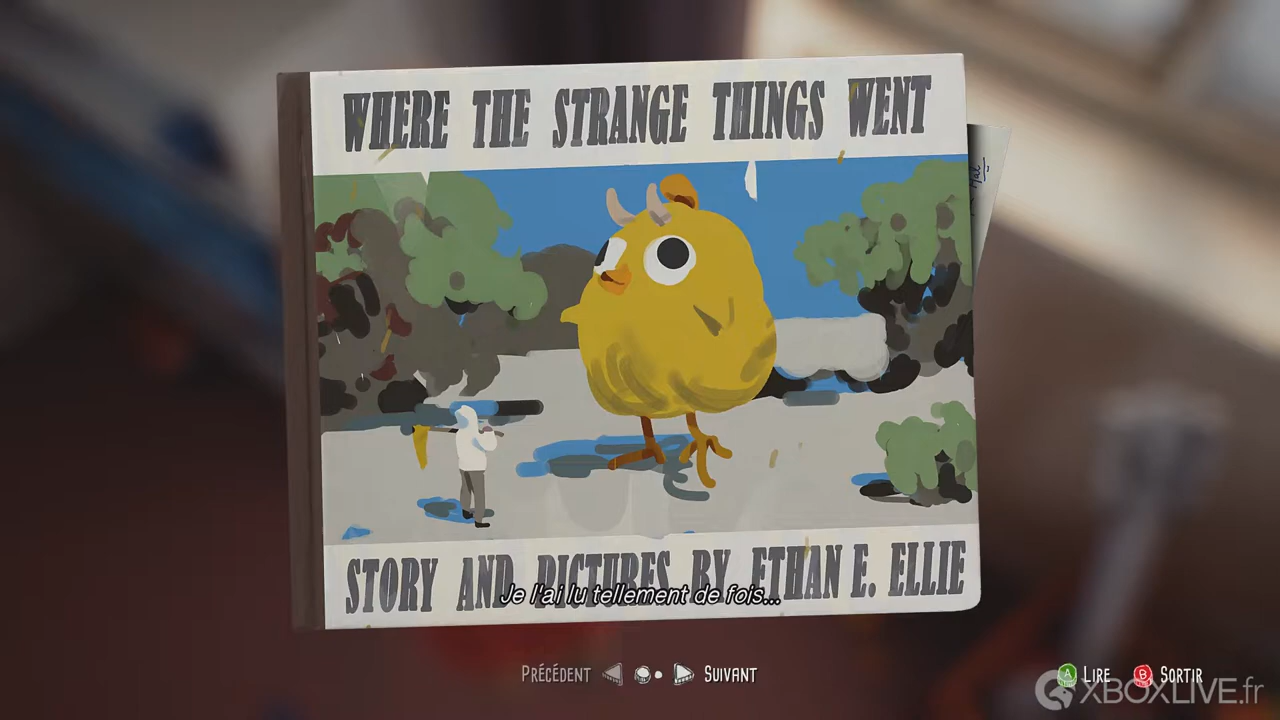 WHERE THE STRANGE THINGS WENT
STORY AND PICTURES BY ETHAN E. ELLIE
Je l'ai lu tellement de fois...
PRÉCÉDENT SUIVANT
A LIRE B SORTIR
XBOXLIVE.fr